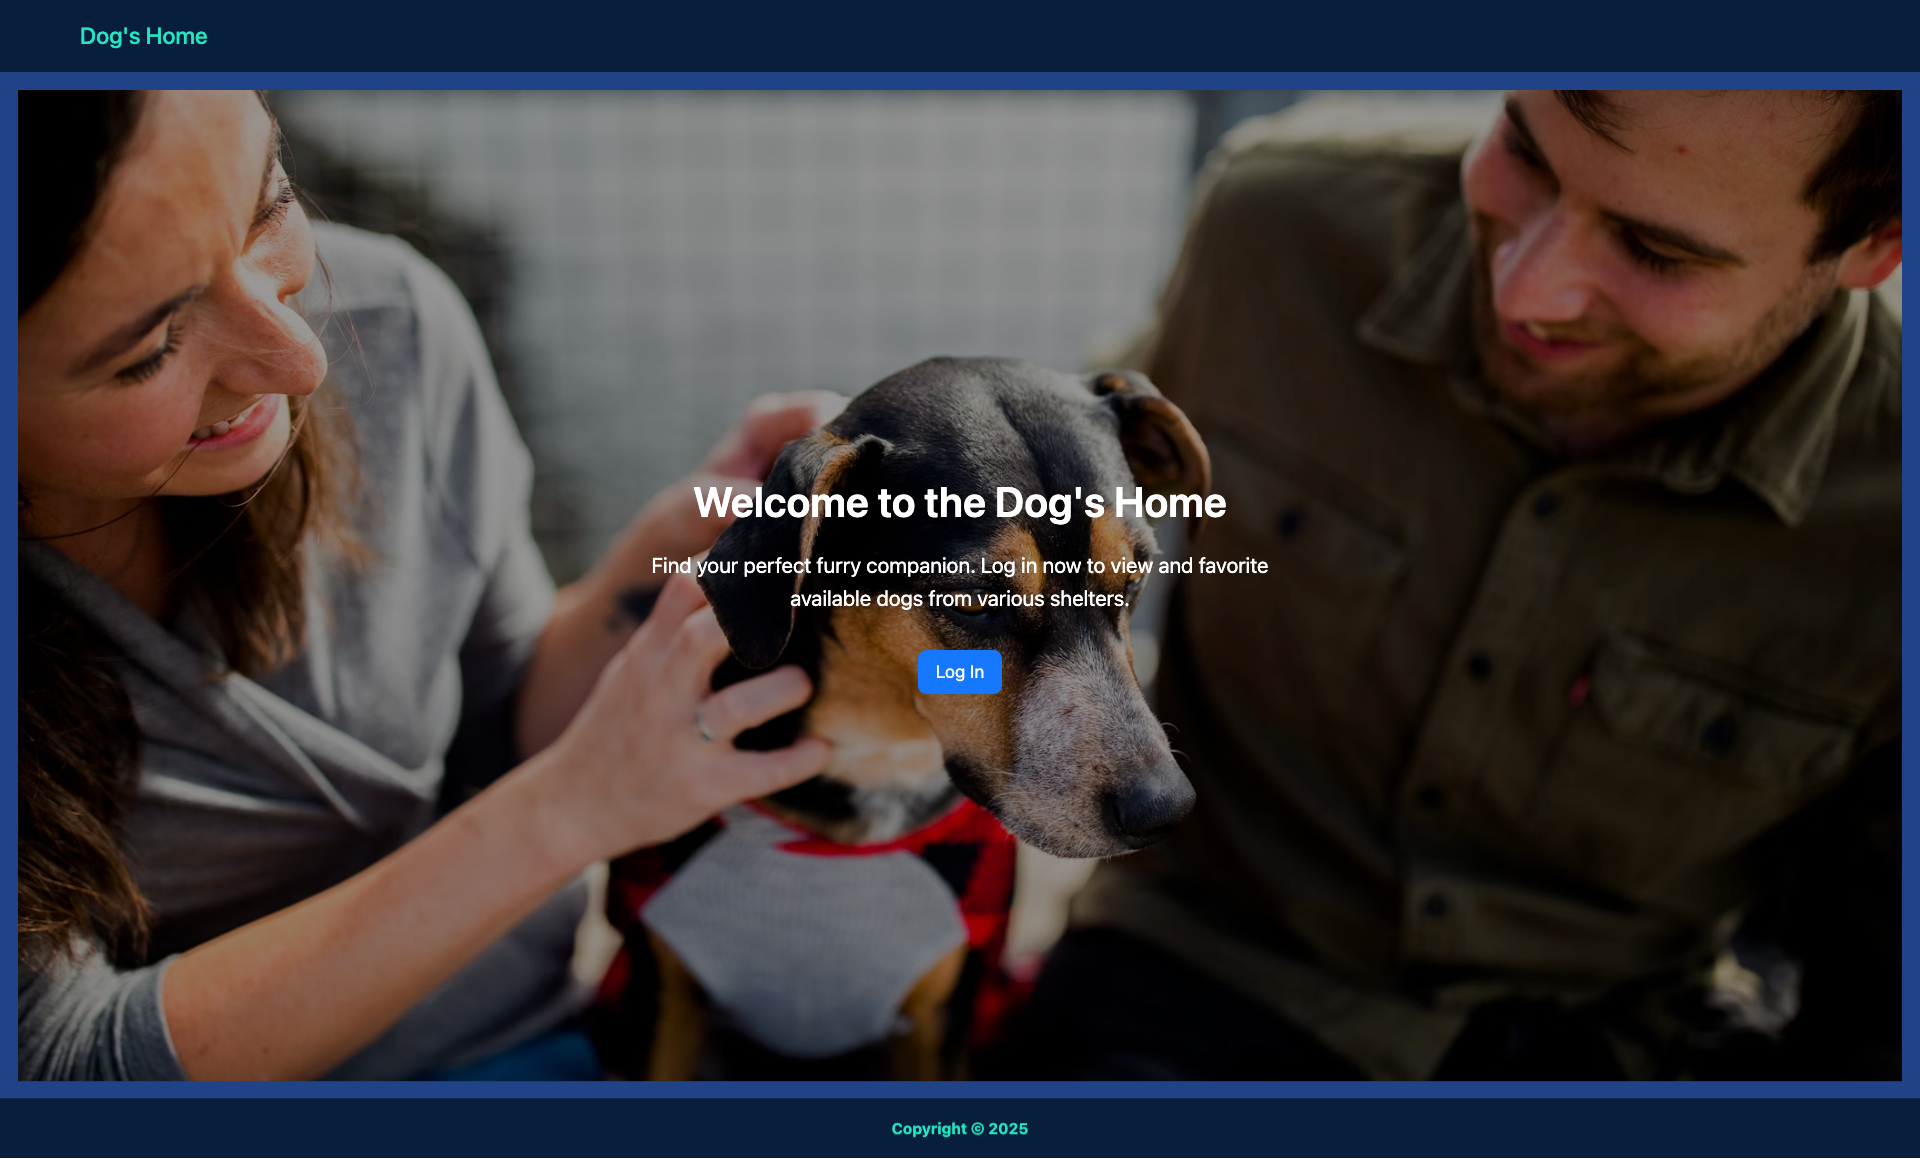 Dog's Home
Welcome to the Dog's Home
Find your perfect furry companion. Log in now to view and favorite
available dogs from various shelters.
Log In
Copyright © 2025